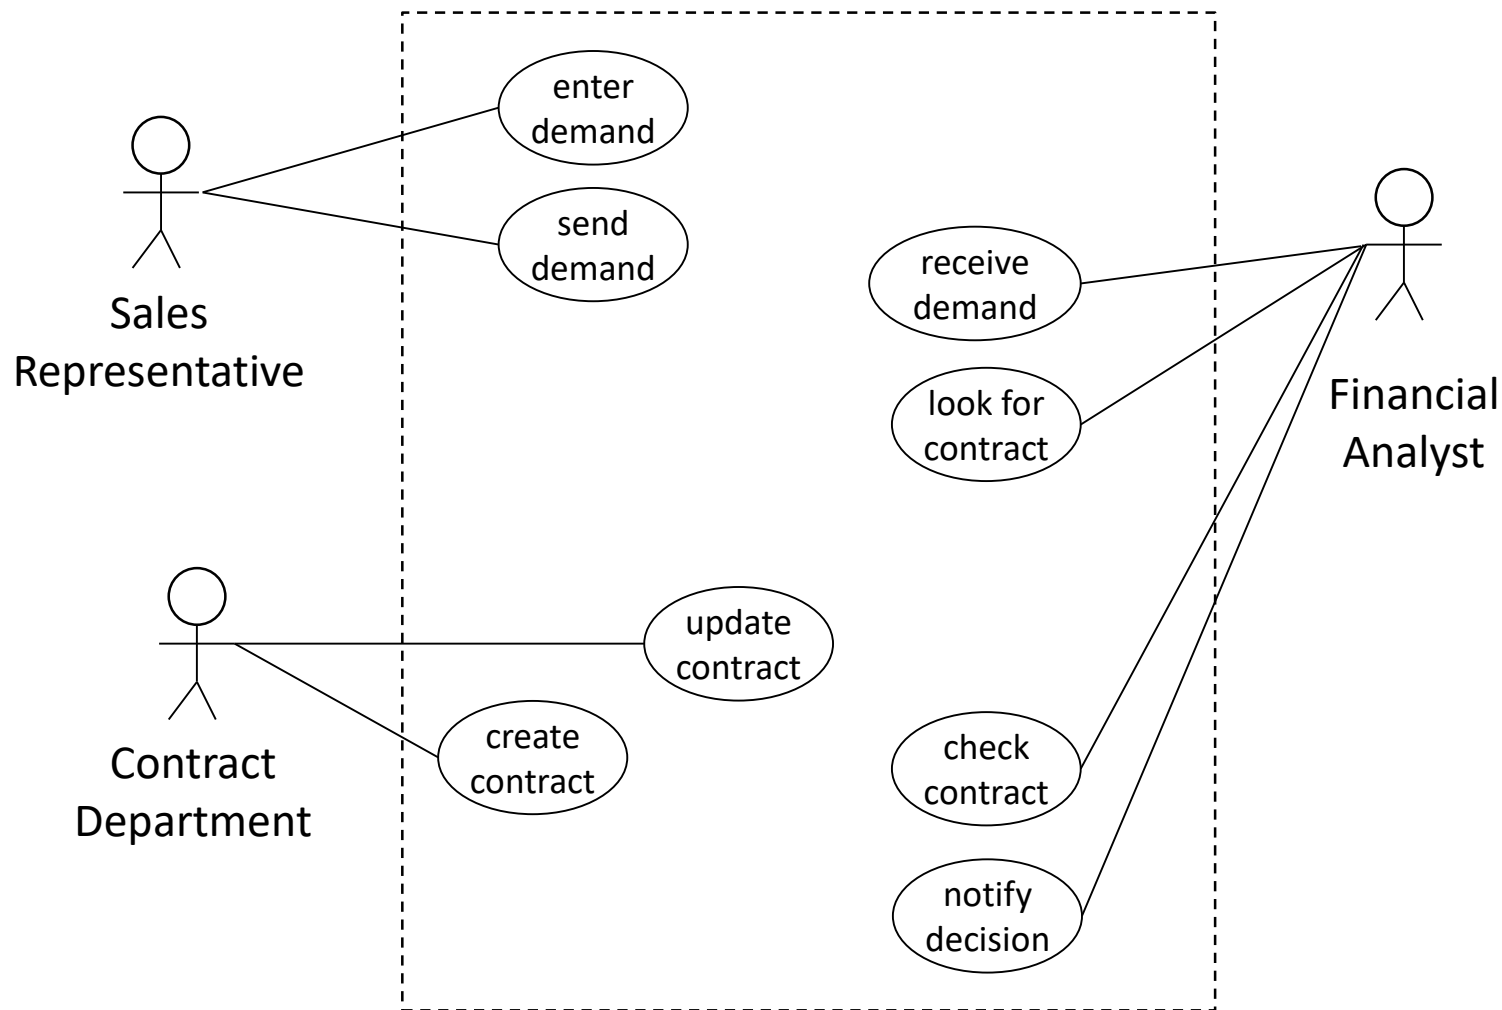 enter
demand
send
demand
Sales
Representative
receive
demand
look for
contract
Financial
Analyst
update
contract
create
contract
Contract
Department
check
contract
notify
decision